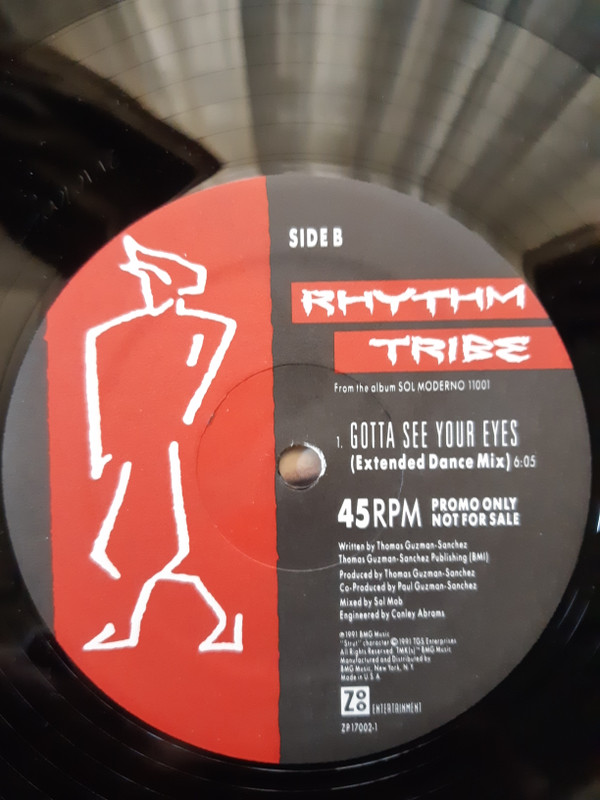 SIDE B
RHYTHM
TRIBE
From the album SOL MODERNO 11001
1. GOTTA SEE YOUR EYES
(Extended Dance Mix) 6:05
45 RPM PROMO ONLY
NOT FOR SALE
Written by Thomas Guzman-Sanchez
Thomas Guzman-Sanchez Publishing (BMI)
Produced by Thomas Guzman-Sanchez
Co-Produced by Paul Guzman-Sanchez
Mixed by Sol Mob
Engineered by Conley Abrams
℗ 1991 BMG Music
"Strut" character © 1991 TGS Enterprises
All Rights Reserved. TMK(s)® BMG Music
Manufactured and Distributed by
BMG Music, New York, N.Y.
Made in U.S.A
ZOO ENTERTAINMENT
ZP17002-1